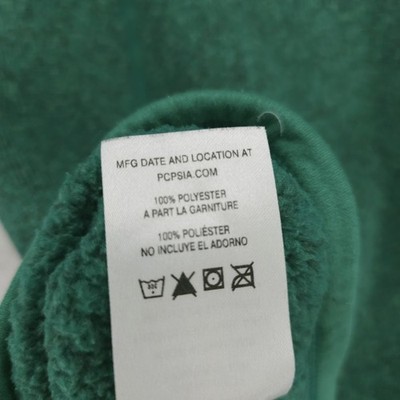 MFG DATE AND LOCATION AT
PCPSIA.COM
100% POLYESTER
A PART LA GARNITURE
100% POLIÉSTER
NO INCLUYE EL ADORNO